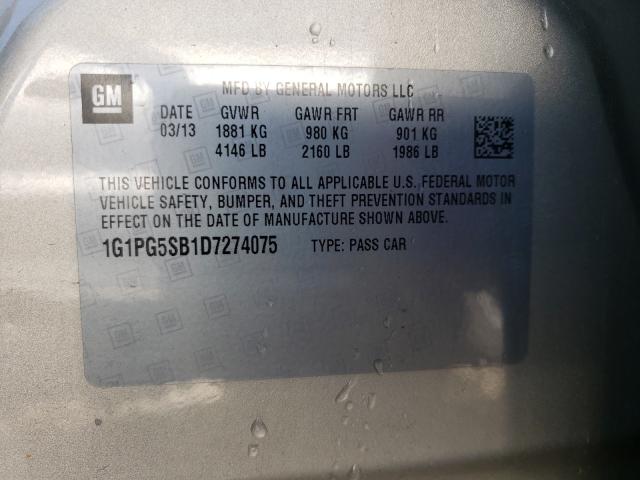 GM
MFD BY GENERAL MOTORS LLC
DATE GVWR GAWR FRT GAWR RR
03/13 1881 KG 980 KG 901 KG
4146 LB 2160 LB 1986 LB
THIS VEHICLE CONFORMS TO ALL APPLICABLE U.S. FEDERAL MOTOR
VEHICLE SAFETY, BUMPER, AND THEFT PREVENTION STANDARDS IN
EFFECT ON THE DATE OF MANUFACTURE SHOWN ABOVE.
1G1PG5SB1D7274075 TYPE: PASS CAR